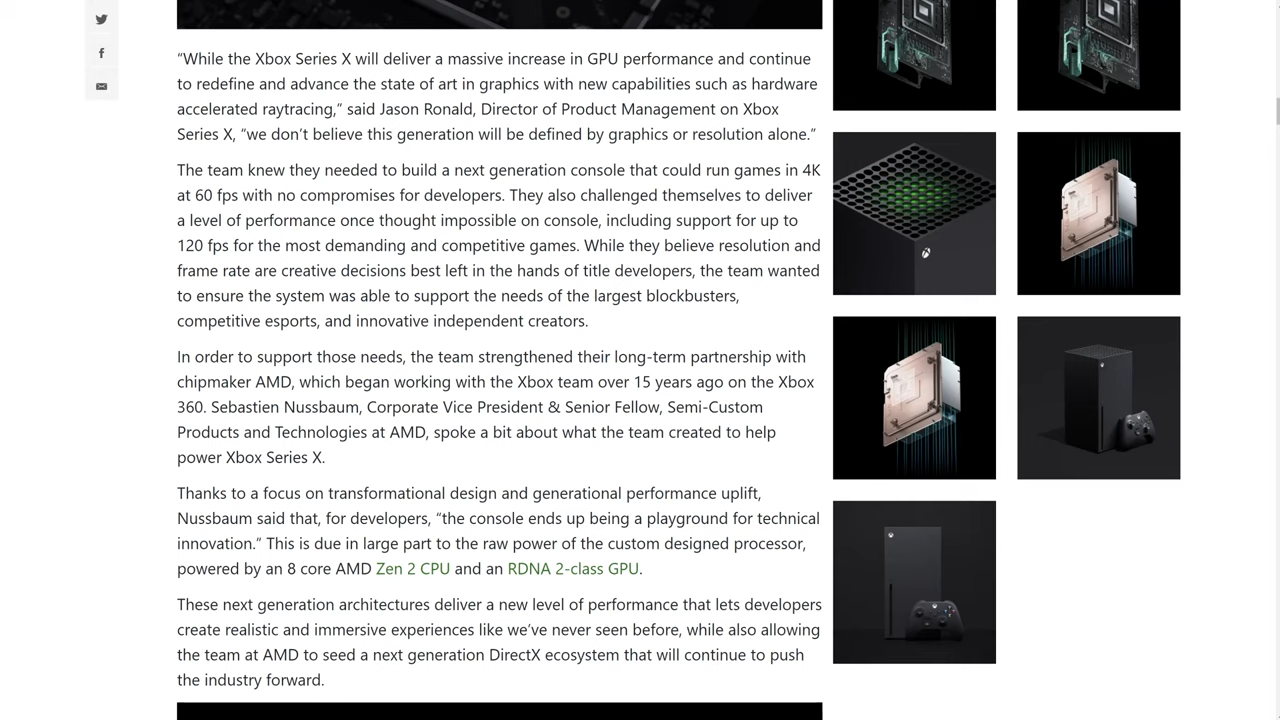 “While the Xbox Series X will deliver a massive increase in GPU performance and continue
to redefine and advance the state of art in graphics with new capabilities such as hardware
accelerated raytracing,” said Jason Ronald, Director of Product Management on Xbox
Series X, “we don’t believe this generation will be defined by graphics or resolution alone.”
The team knew they needed to build a next generation console that could run games in 4K
at 60 fps with no compromises for developers. They also challenged themselves to deliver
a level of performance once thought impossible on console, including support for up to
120 fps for the most demanding and competitive games. While they believe resolution and
frame rate are creative decisions best left in the hands of title developers, the team wanted
to ensure the system was able to support the needs of the largest blockbusters,
competitive esports, and innovative independent creators.
In order to support those needs, the team strengthened their long-term partnership with
chipmaker AMD, which began working with the Xbox team over 15 years ago on the Xbox
360. Sebastien Nussbaum, Corporate Vice President & Senior Fellow, Semi-Custom
Products and Technologies at AMD, spoke a bit about what the team created to help
power Xbox Series X.
Thanks to a focus on transformational design and generational performance uplift,
Nussbaum said that, for developers, “the console ends up being a playground for technical
innovation.” This is due in large part to the raw power of the custom designed processor,
powered by an 8 core AMD Zen 2 CPU and an RDNA 2-class GPU.
These next generation architectures deliver a new level of performance that lets developers
create realistic and immersive experiences like we’ve never seen before, while also allowing
the team at AMD to seed a next generation DirectX ecosystem that will continue to push
the industry forward.